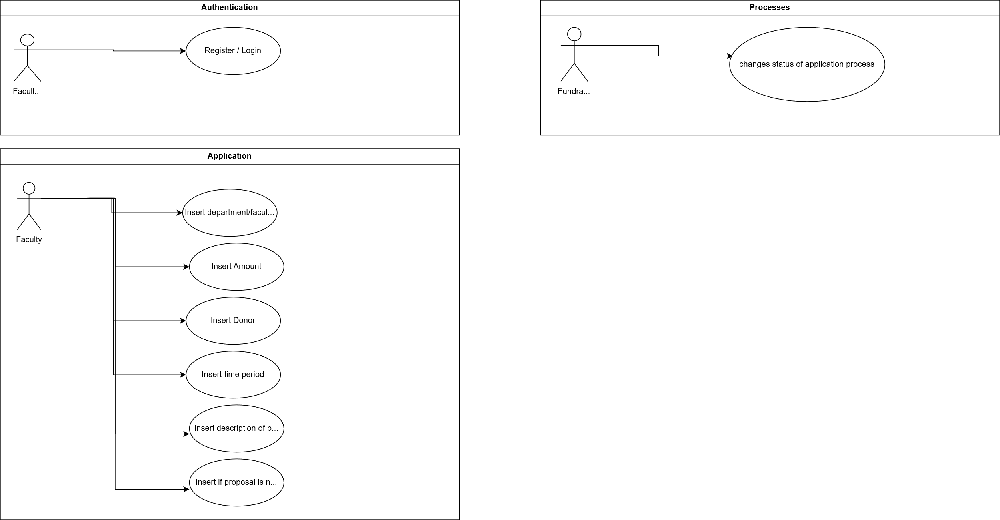 Authentication
Register / Login
Facull...
Processes
changes status of application process
Fundra...
Application
Insert department/facul...
Faculty
Insert Amount
Insert Donor
Insert time period
Insert description of p...
Insert if proposal is n...